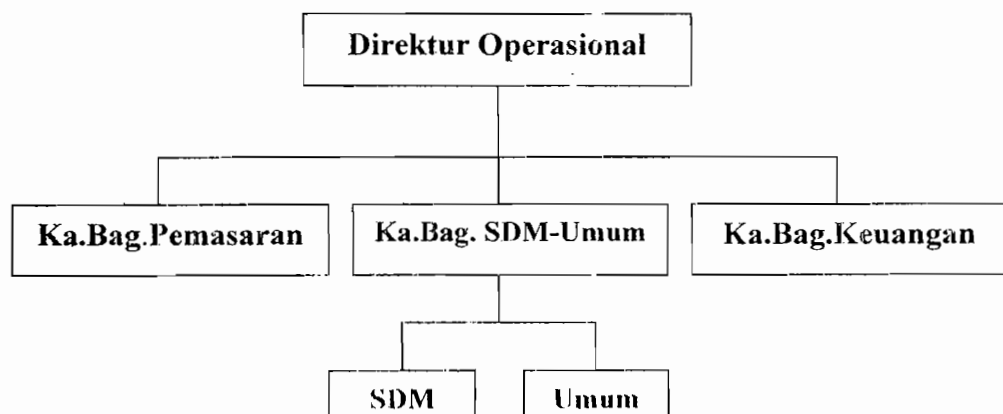 Direktur Operasional
Ka.Bag.Pemasaran
Ka.Bag. SDM-Umum
Ka.Bag.Keuangan
SDM
Umum